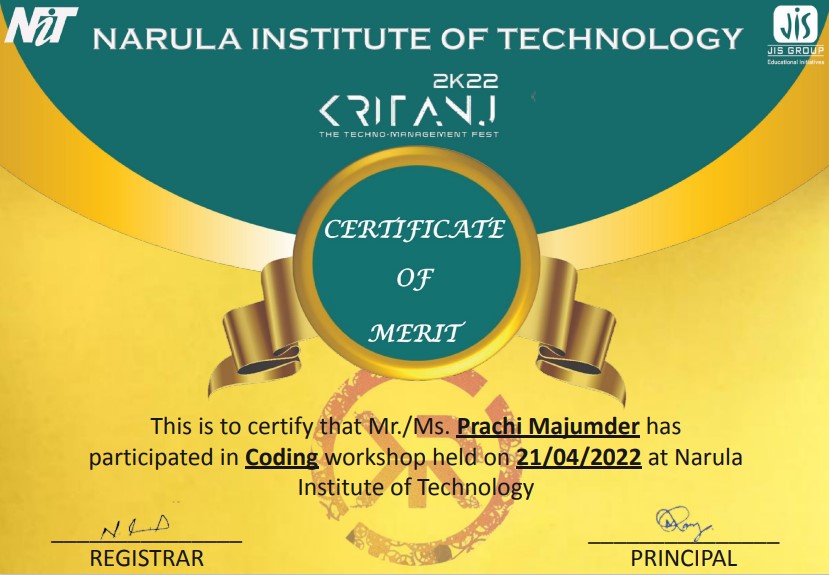 NiT
NARULA INSTITUTE OF TECHNOLOGY
JIS
JIS GROUP
Educational Initiatives
2K22
KRITANJ
THE TECHNO-MANAGEMENT FEST
CERTIFICATE
OF
MERIT
This is to certify that Mr./Ms. Prachi Majumder has
participated in Coding workshop held on 21/04/2022 at Narula
Institute of Technology
REGISTRAR
PRINCIPAL